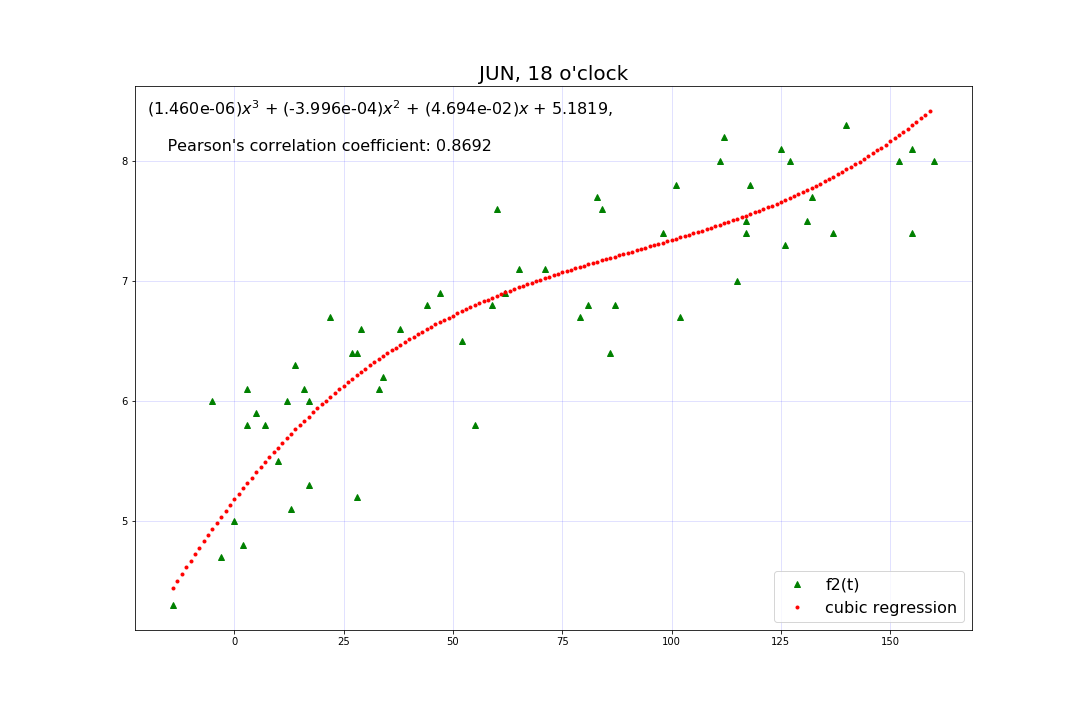 JUN, 18 o'clock
(1.460e-06)x³ + (-3.996e-04)x² + (4.694e-02)x + 5.1819,
Pearson's correlation coefficient: 0.8692
8
7
6
5
0 25 50 75 100 125 150
f2(t)
cubic regression